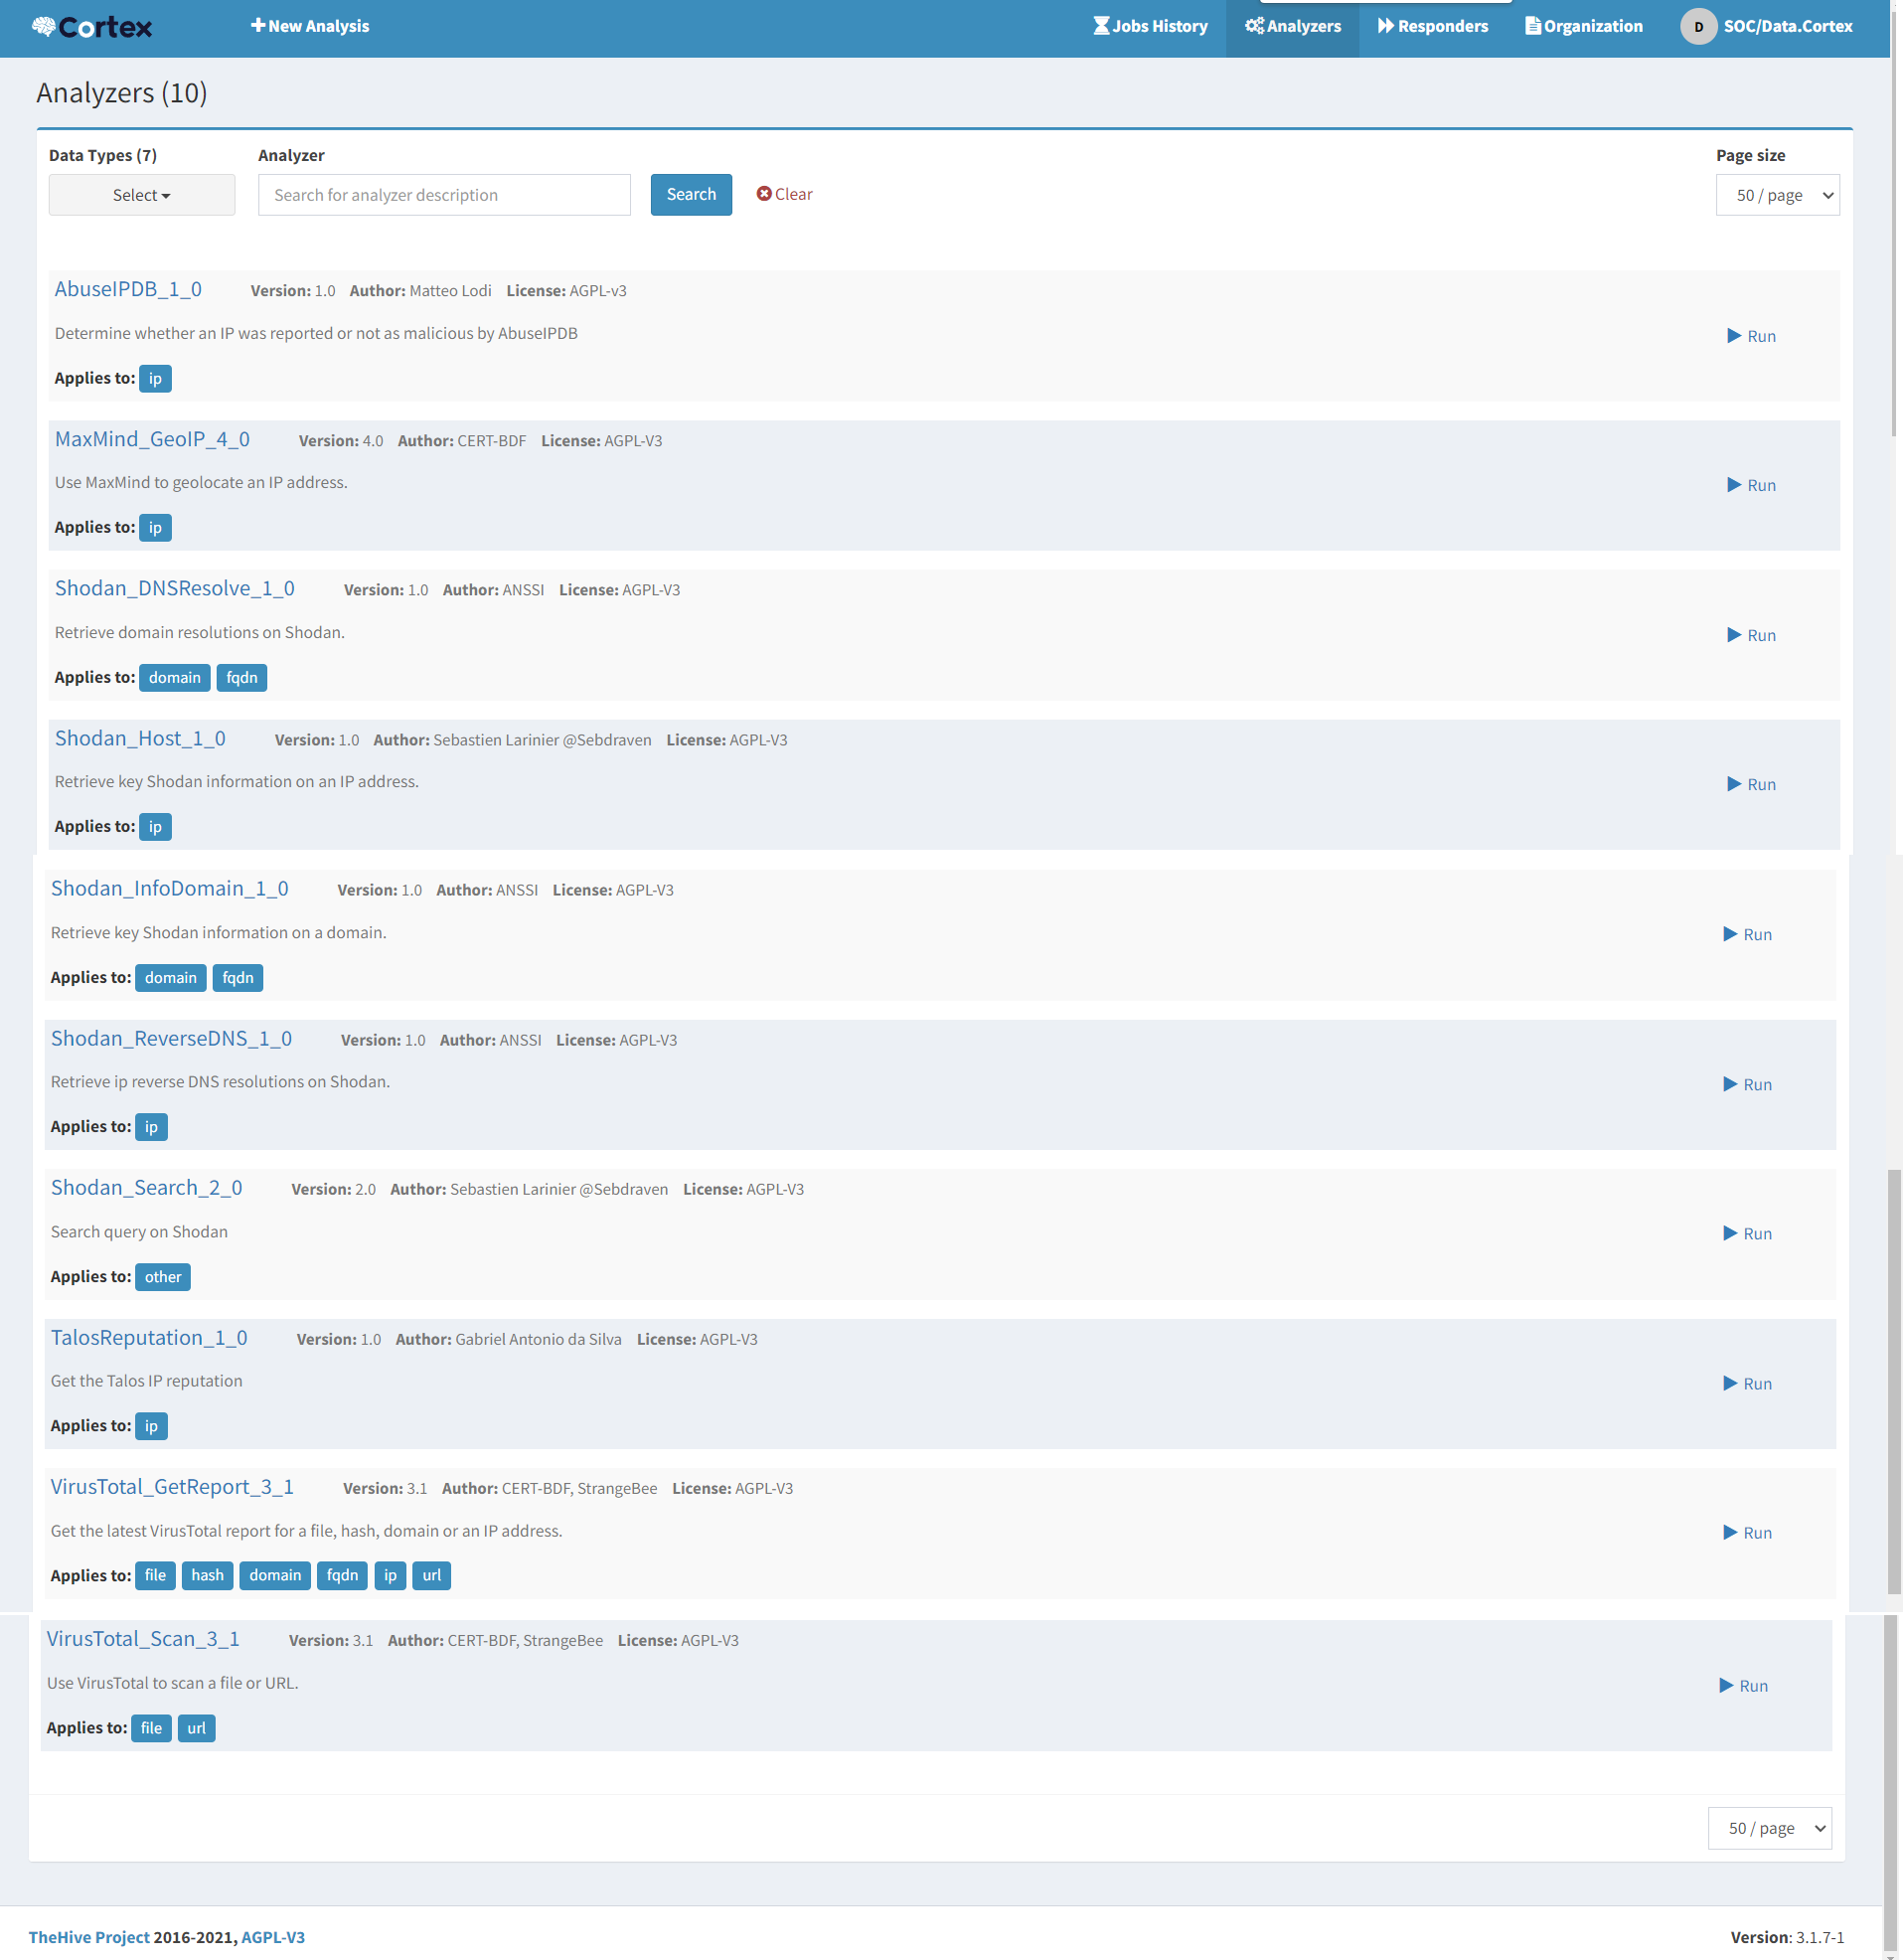 Cortex New Analysis Jobs History Analyzers Responders Organization D SOC/Data.Cortex
Analyzers (10)
Data Types (7) Analyzer Page size
Select Search for analyzer description Search Clear 50 / page
AbuseIPDB_1_0 Version: 1.0 Author: Matteo Lodi License: AGPL-v3
Determine whether an IP was reported or not as malicious by AbuseIPDB
Run
Applies to: ip
MaxMind_GeoIP_4_0 Version: 4.0 Author: CERT-BDF License: AGPL-V3
Use MaxMind to geolocate an IP address.
Run
Applies to: ip
Shodan_DNSResolve_1_0 Version: 1.0 Author: ANSSI License: AGPL-V3
Retrieve domain resolutions on Shodan.
Run
Applies to: domain fqdn
Shodan_Host_1_0 Version: 1.0 Author: Sebastien Larinier @Sebdraven License: AGPL-V3
Retrieve key Shodan information on an IP address.
Run
Applies to: ip
Shodan_InfoDomain_1_0 Version: 1.0 Author: ANSSI License: AGPL-V3
Retrieve key Shodan information on a domain.
Run
Applies to: domain fqdn
Shodan_ReverseDNS_1_0 Version: 1.0 Author: ANSSI License: AGPL-V3
Retrieve ip reverse DNS resolutions on Shodan.
Run
Applies to: ip
Shodan_Search_2_0 Version: 2.0 Author: Sebastien Larinier @Sebdraven License: AGPL-V3
Search query on Shodan
Run
Applies to: other
TalosReputation_1_0 Version: 1.0 Author: Gabriel Antonio da Silva License: AGPL-V3
Get the Talos IP reputation
Run
Applies to: ip
VirusTotal_GetReport_3_1 Version: 3.1 Author: CERT-BDF, StrangeBee License: AGPL-V3
Get the latest VirusTotal report for a file, hash, domain or an IP address.
Run
Applies to: file hash domain fqdn ip url
VirusTotal_Scan_3_1 Version: 3.1 Author: CERT-BDF, StrangeBee License: AGPL-V3
Use VirusTotal to scan a file or URL.
Run
Applies to: file url
50 / page
TheHive Project 2016-2021, AGPL-V3 Version: 3.1.7-1